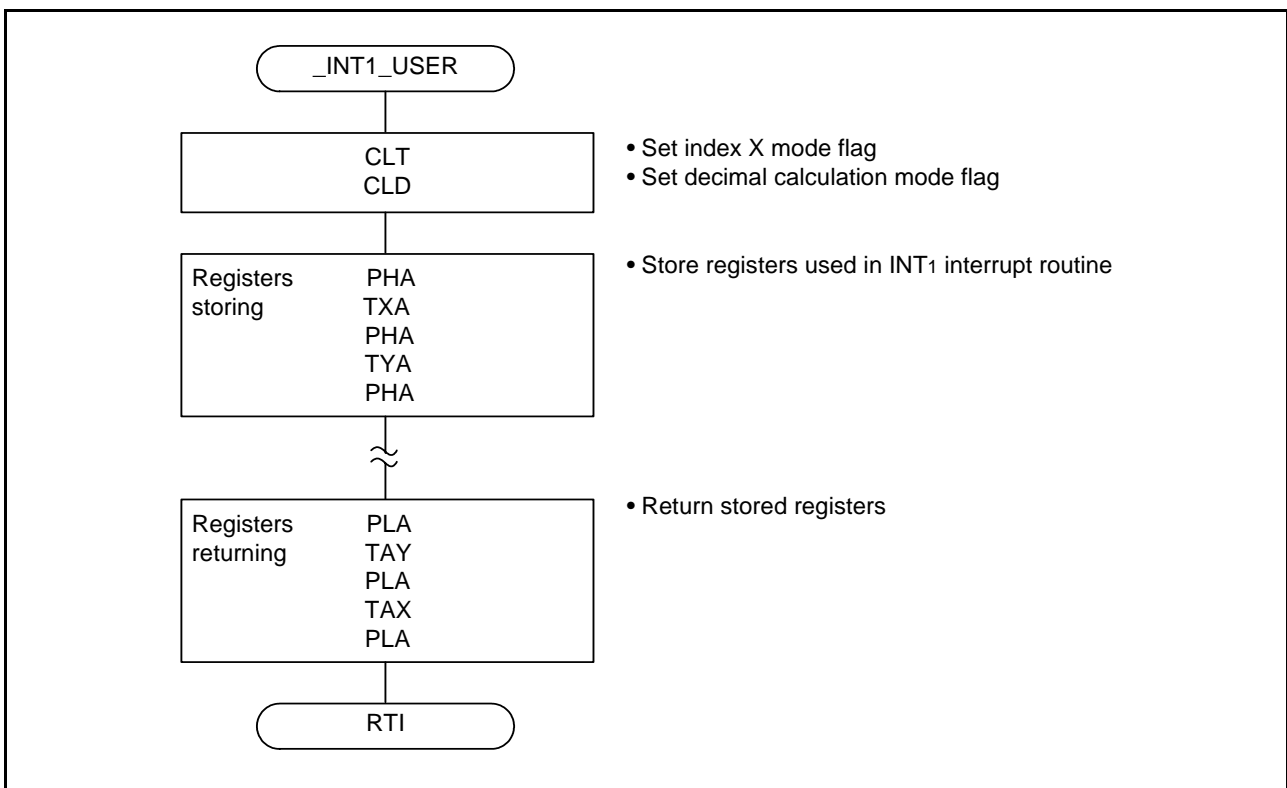 _INT1_USER
CLT
CLD
• Set index X mode flag
• Set decimal calculation mode flag
Registers storing
PHA
TXA
PHA
TYA
PHA
• Store registers used in INT1 interrupt routine
Registers returning
PLA
TAY
PLA
TAX
PLA
• Return stored registers
RTI